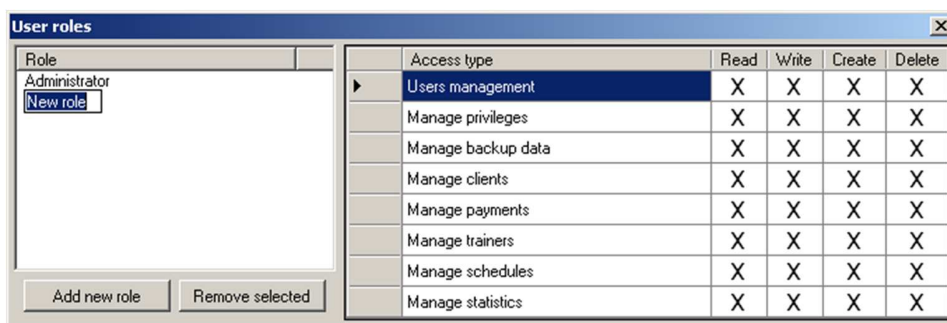 User roles
Role
Administrator
New role
Add new role Remove selected
Access type Read Write Create Delete
Users management X X X X
Manage privileges X X X X
Manage backup data X X X X
Manage clients X X X X
Manage payments X X X X
Manage trainers X X X X
Manage schedules X X X X
Manage statistics X X X X